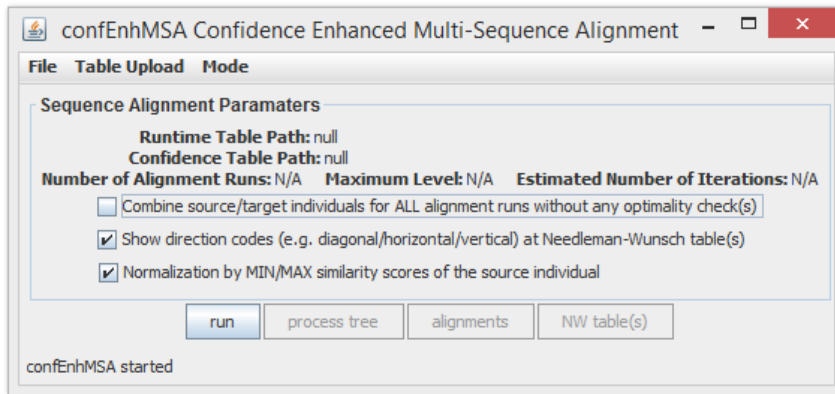 confEnhMSA Confidence Enhanced Multi-Sequence Alignment
File Table Upload Mode
Sequence Alignment Paramaters
Runtime Table Path: null
Confidence Table Path: null
Number of Alignment Runs: N/A Maximum Level: N/A Estimated Number of Iterations: N/A
Combine source/target individuals for ALL alignment runs without any optimality check(s)
Show direction codes (e.g. diagonal/horizontal/vertical) at Needleman-Wunsch table(s)
Normalization by MIN/MAX similarity scores of the source individual
run process tree alignments NW table(s)
confEnhMSA started